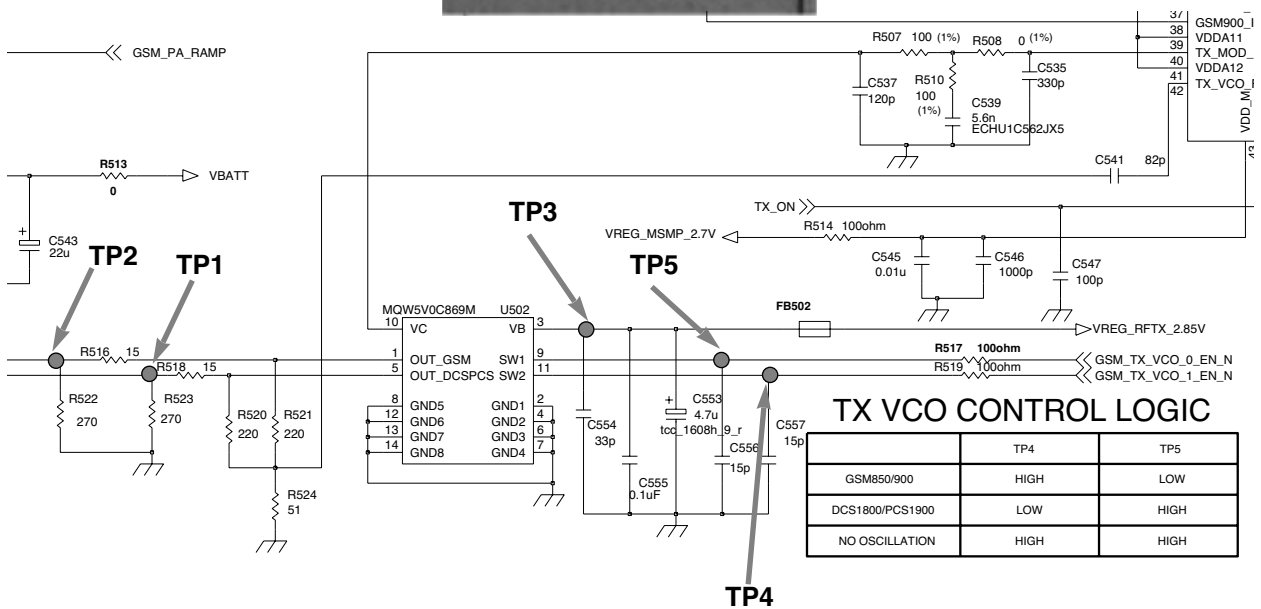 37
GSM900_I
38
VDDA11
39
TX_MOD_
40
VDDA12
41
TX_VCO_F
42
VDD_M
43
GSM_PA_RAMP
R507 100 (1%)
R508 0 (1%)
C537
120p
R510
100
(1%)
C535
330p
C539
5.6n
ECHU1C562JX5
C541 82p
R513
0
VBATT
TX_ON
VREG_MSMP_2.7V
R514 100ohm
C543
22u
+
TP2
TP1
TP3
TP5
C545
0.01u
C546
1000p
C547
100p
MQW5V0C869M U502
10 VC
VB 3
FB502
VREG_RFTX_2.85V
R516 15
1 OUT_GSM
SW1 9
R517 100ohm
GSM_TX_VCO_0_EN_N
R518 15
5 OUT_DCSPCS
SW2 11
R519 100ohm
GSM_TX_VCO_1_EN_N
R522
270
R523
270
R520
220
R521
220
8 GND5
12 GND6
13 GND7
14 GND8
GND1 2
GND2 4
GND3 6
GND4 7
C554
33p
+
C553
4.7u
tcc_1608h_9_r
C555
0.1uF
C556
15p
C557
15p
R524
51
TP4
TX VCO CONTROL LOGIC
TP4 TP5
GSM850/900 HIGH LOW
DCS1800/PCS1900 LOW HIGH
NO OSCILLATION HIGH HIGH